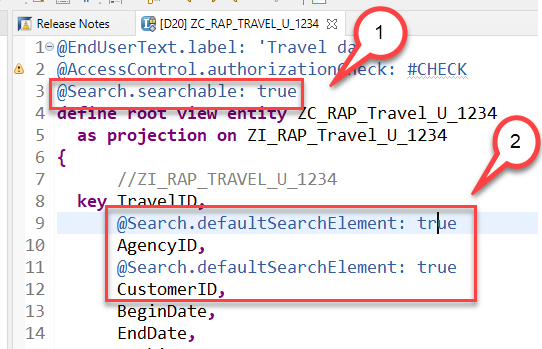 Release Notes [D20] ZC_RAP_TRAVEL_U_1234
1
1 @EndUserText.label: 'Travel da
2 @AccessControl.authorizationCheck: #CHECK
3 @Search.searchable: true
4 define root view entity ZC_RAP_Travel_U_1234
2
5 as projection on ZI_RAP_Travel_U_1234
6 {
7 //ZI_RAP_TRAVEL_U_1234
8 key TravelID,
9 @Search.defaultSearchElement: true
10 AgencyID,
11 @Search.defaultSearchElement: true
12 CustomerID,
13 BeginDate,
14 EndDate,